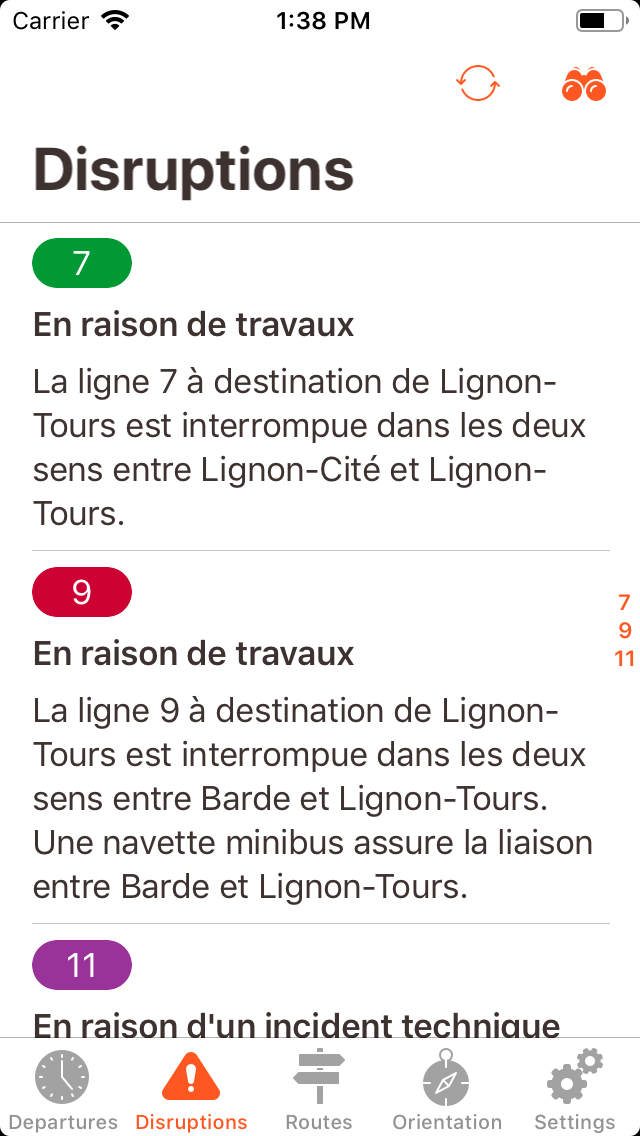 Carrier 1:38 PM
Disruptions
7
En raison de travaux
La ligne 7 à destination de Lignon-
Tours est interrompue dans les deux
sens entre Lignon-Cité et Lignon-
Tours.
9
En raison de travaux
La ligne 9 à destination de Lignon-
Tours est interrompue dans les deux
sens entre Barde et Lignon-Tours.
Une navette minibus assure la liaison
entre Barde et Lignon-Tours.
7
9
11
11
En raison d'un incident technique
Departures Disruptions Routes Orientation Settings